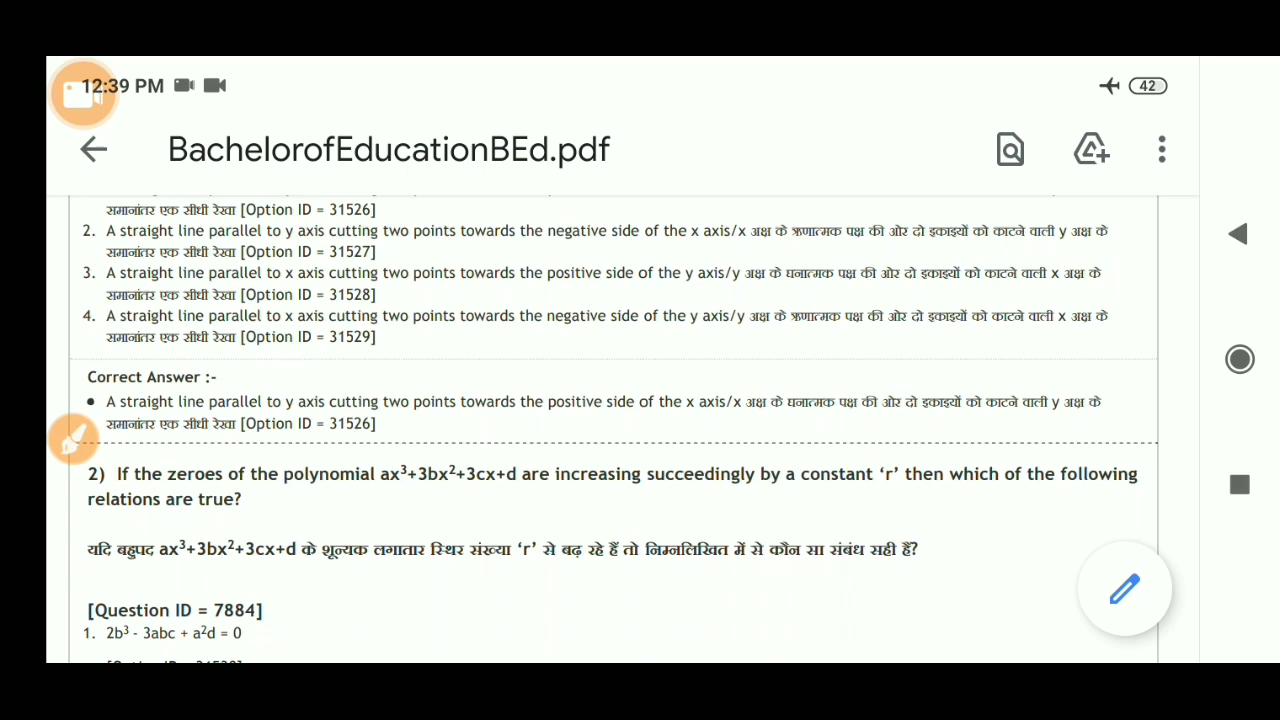 12:39 PM
42
BachelorofEducationBEd.pdf
समानांतर एक सीधी रेखा [Option ID = 31526]
2. A straight line parallel to y axis cutting two points towards the negative side of the x axis/x अक्ष के ऋणात्मक पक्ष की ओर दो इकाइयों को काटने वाली y अक्ष के
समानांतर एक सीधी रेखा [Option ID = 31527]
3. A straight line parallel to x axis cutting two points towards the positive side of the y axis/y अक्ष के घनात्मक पक्ष की ओर दो इकाइयों को काटने वाली x अक्ष के
समानांतर एक सीधी रेखा [Option ID = 31528]
4. A straight line parallel to x axis cutting two points towards the negative side of the y axis/y अक्ष के ऋणात्मक पक्ष की ओर दो इकाइयों को काटने वाली x अक्ष के
समानांतर एक सीधी रेखा [Option ID = 31529]
Correct Answer :-
• A straight line parallel to y axis cutting two points towards the positive side of the x axis/x अक्ष के घनात्मक पक्ष की ओर दो इकाइयों को काटने वाली y अक्ष के
समानांतर एक सीधी रेखा [Option ID = 31526]
2) If the zeroes of the polynomial ax³+3bx²+3cx+d are increasing succeedingly by a constant ‘r’ then which of the following
relations are true?
यदि बहुपद ax³+3bx²+3cx+d के शून्यक लगातार स्थिर संख्या ‘r’ से बढ़ रहे हैं तो निम्नलिखित में से कौन सा संबंध सही हैं?
[Question ID = 7884]
1. 2b³ - 3abc + a²d = 0